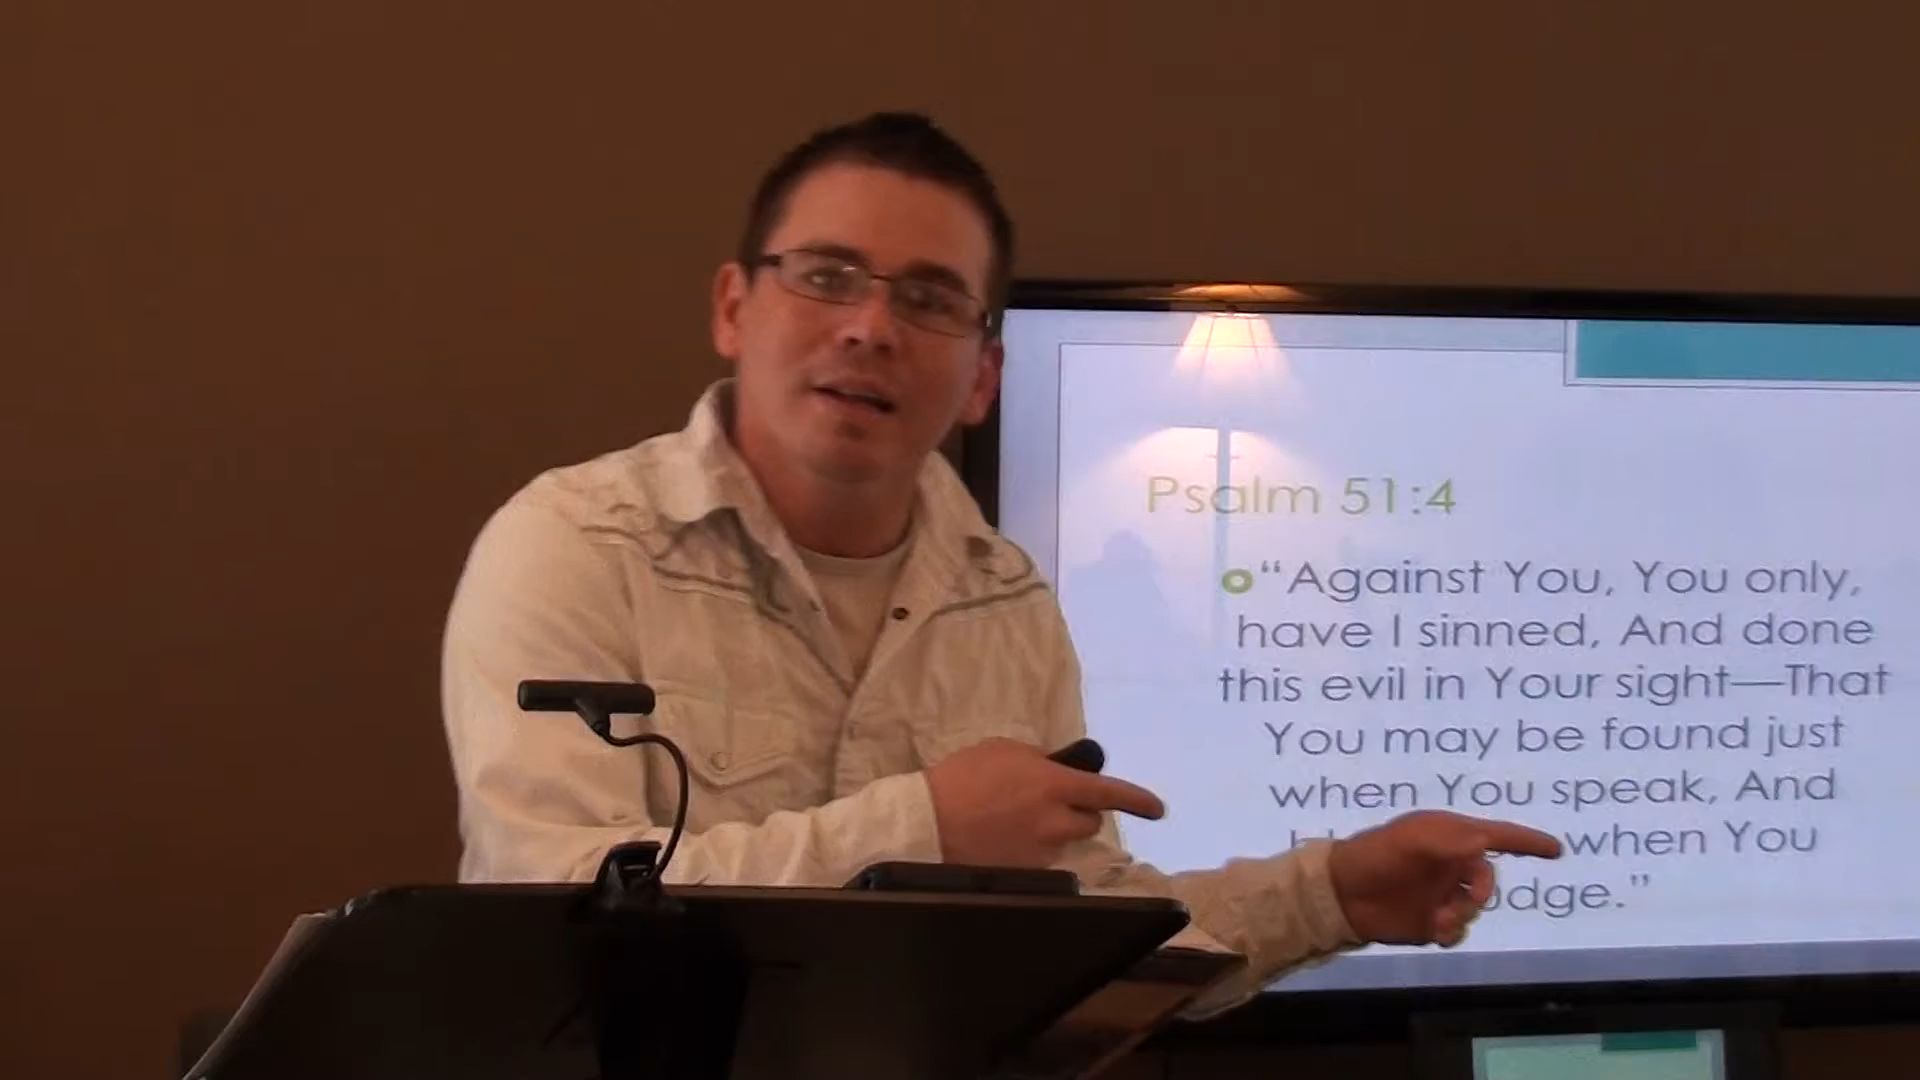 Psalm 51:4
“Against You, You only,
have I sinned, And done
this evil in Your sight—That
You may be found just
when You speak, And
when You